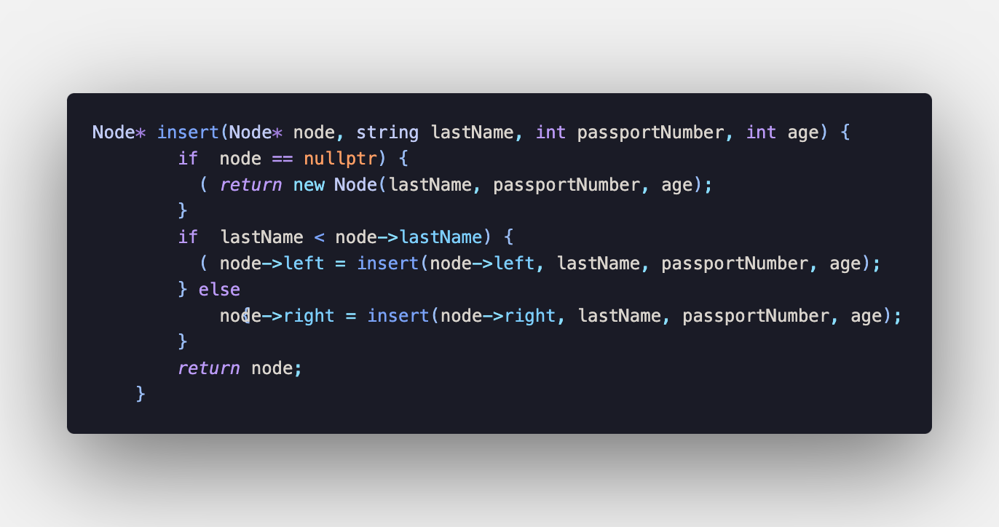 Node* insert(Node* node, string lastName, int passportNumber, int age) {
if  node == nullptr) {
( return new Node(lastName, passportNumber, age);
}
if  lastName < node->lastName) {
( node->left = insert(node->left, lastName, passportNumber, age);
} else
{
node->right = insert(node->right, lastName, passportNumber, age);
}
return node;
}